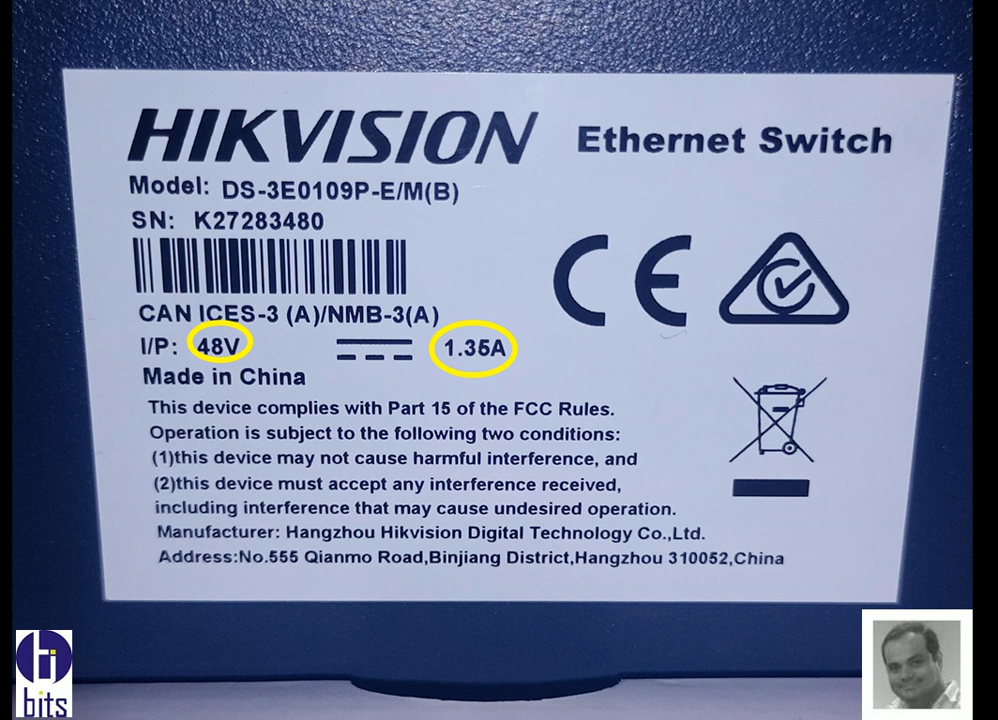 HIKVISION Ethernet Switch
Model: DS-3E0109P-E/M(B)
SN: K27283480
CAN ICES-3 (A)/NMB-3(A)
I/P: 48V 1.35A
Made in China
This device complies with Part 15 of the FCC Rules.
Operation is subject to the following two conditions:
(1)this device may not cause harmful interference, and
(2)this device must accept any interference received,
including interference that may cause undesired operation.
Manufacturer: Hangzhou Hikvision Digital Technology Co.,Ltd.
Address:No.555 Qianmo Road,Binjiang District,Hangzhou 310052,China
CE
hi
bits